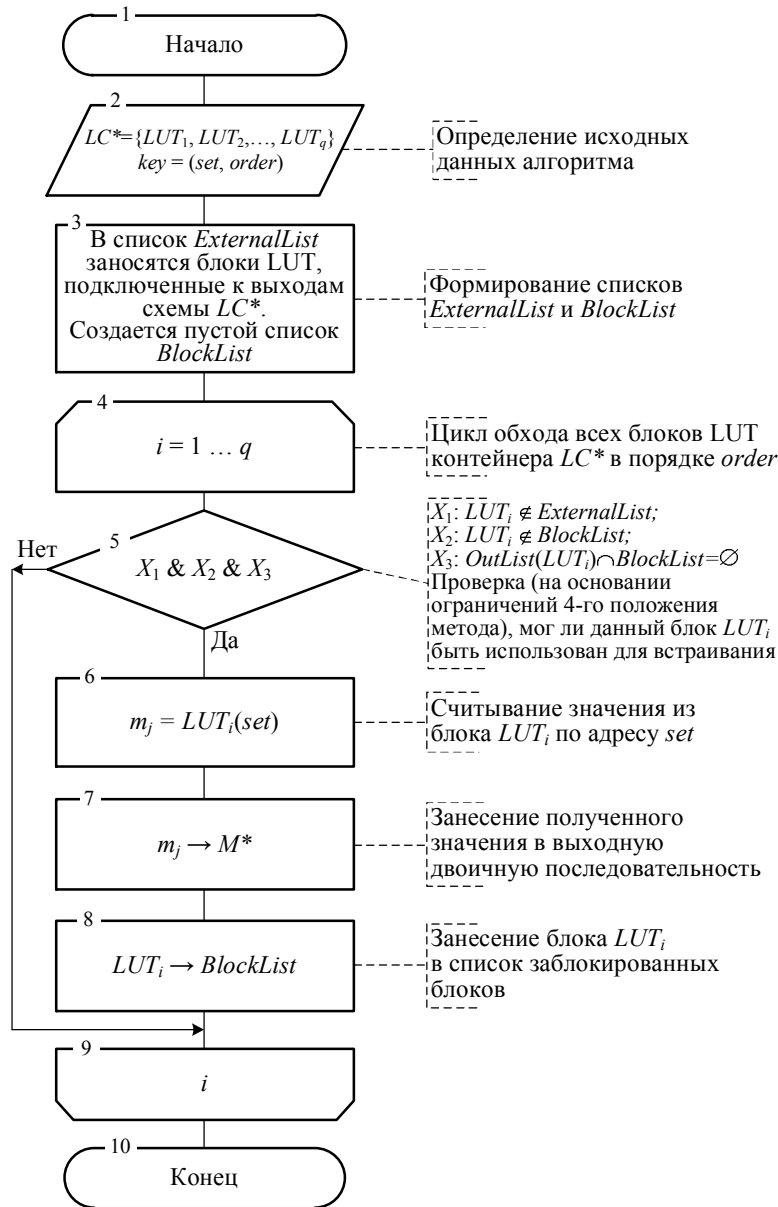 1
Начало
2
LC*={LUT₁, LUT₂,…, LUT_q}
key = (set, order)
Определение исходных
данных алгоритма
3
В список ExternalList
заносятся блоки LUT,
подключенные к выходам
схемы LC*.
Создается пустой список
BlockList
Формирование списков
ExternalList и BlockList
4
i = 1 … q
Цикл обхода всех блоков LUT
контейнера LC* в порядке order
5
Нет
X₁ & X₂ & X₃
Да
X₁: LUTᵢ ∉ ExternalList;
X₂: LUTᵢ ∉ BlockList;
X₃: OutList(LUTᵢ)∩BlockList=∅
Проверка (на основании
ограничений 4-го положения
метода), мог ли данный блок LUTᵢ
быть использован для встраивания
6
mⱼ = LUTᵢ(set)
Считывание значения из
блока LUTᵢ по адресу set
7
mⱼ → M*
Занесение полученного
значения в выходную
двоичную последовательность
8
LUTᵢ → BlockList
Занесение блока LUTᵢ
в список заблокированных
блоков
9
i
10
Конец